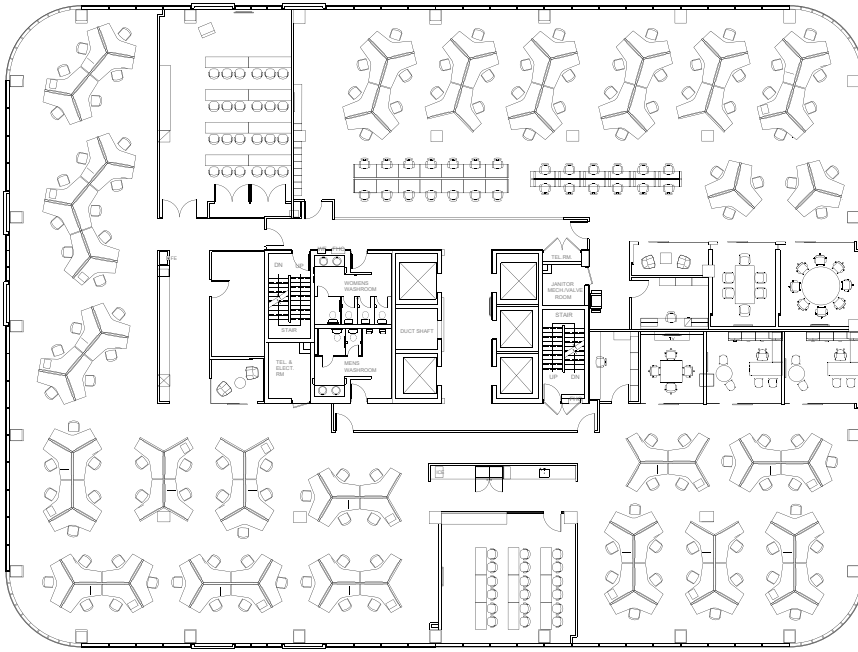 DN
UP
STAIR
WOMENS
WASHROOM
DUCT SHAFT
TEL. &
ELECT.
RM
MENS
WASHROOM
TEL.RM
JANITOR
MECH./VALVE
ROOM
STAIR
UP
DN